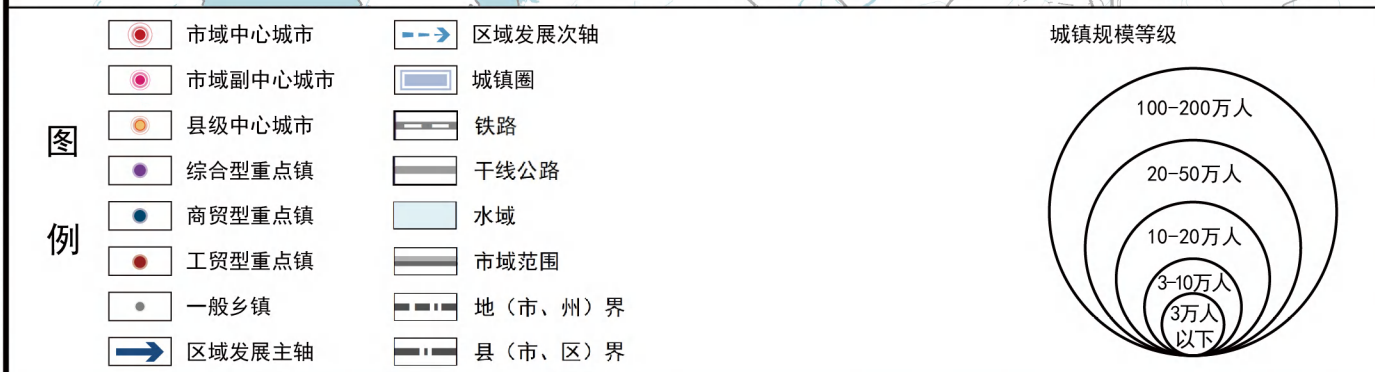 图例
市域中心城市
市域副中心城市
县级中心城市
综合型重点镇
商贸型重点镇
工贸型重点镇
一般乡镇
区域发展主轴
区域发展次轴
城镇圈
铁路
干线公路
水域
市域范围
地（市、州）界
县（市、区）界
城镇规模等级
100-200万人
20-50万人
10-20万人
3-10万人
3万人
以下